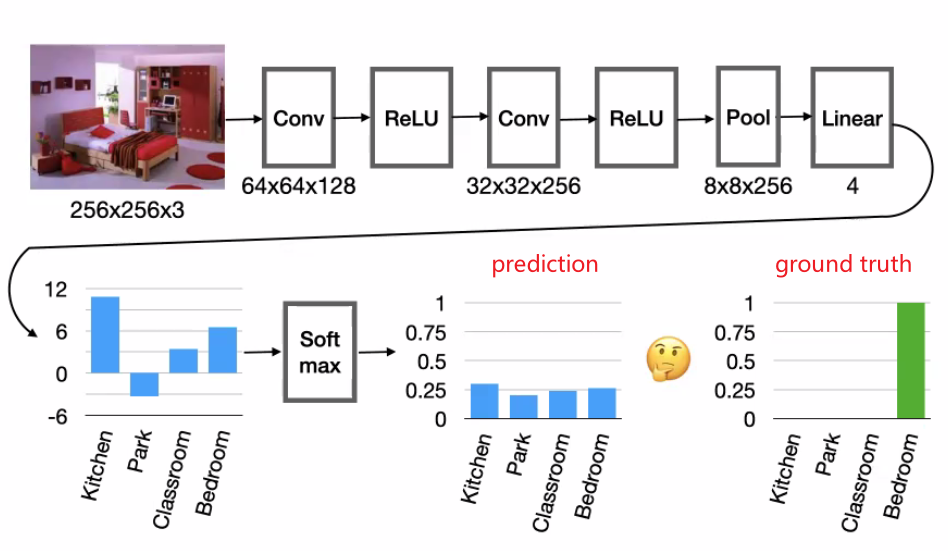 Conv
ReLU
Conv
ReLU
Pool
Linear
256x256x3
64x64x128
32x32x256
8x8x256
4
prediction
ground truth
12
6
0
-6
Kitchen
Park
Classroom
Bedroom
Soft
max
1
0.75
0.5
0.25
0
Kitchen
Park
Classroom
Bedroom
1
0.75
0.5
0.25
0
Kitchen
Park
Classroom
Bedroom